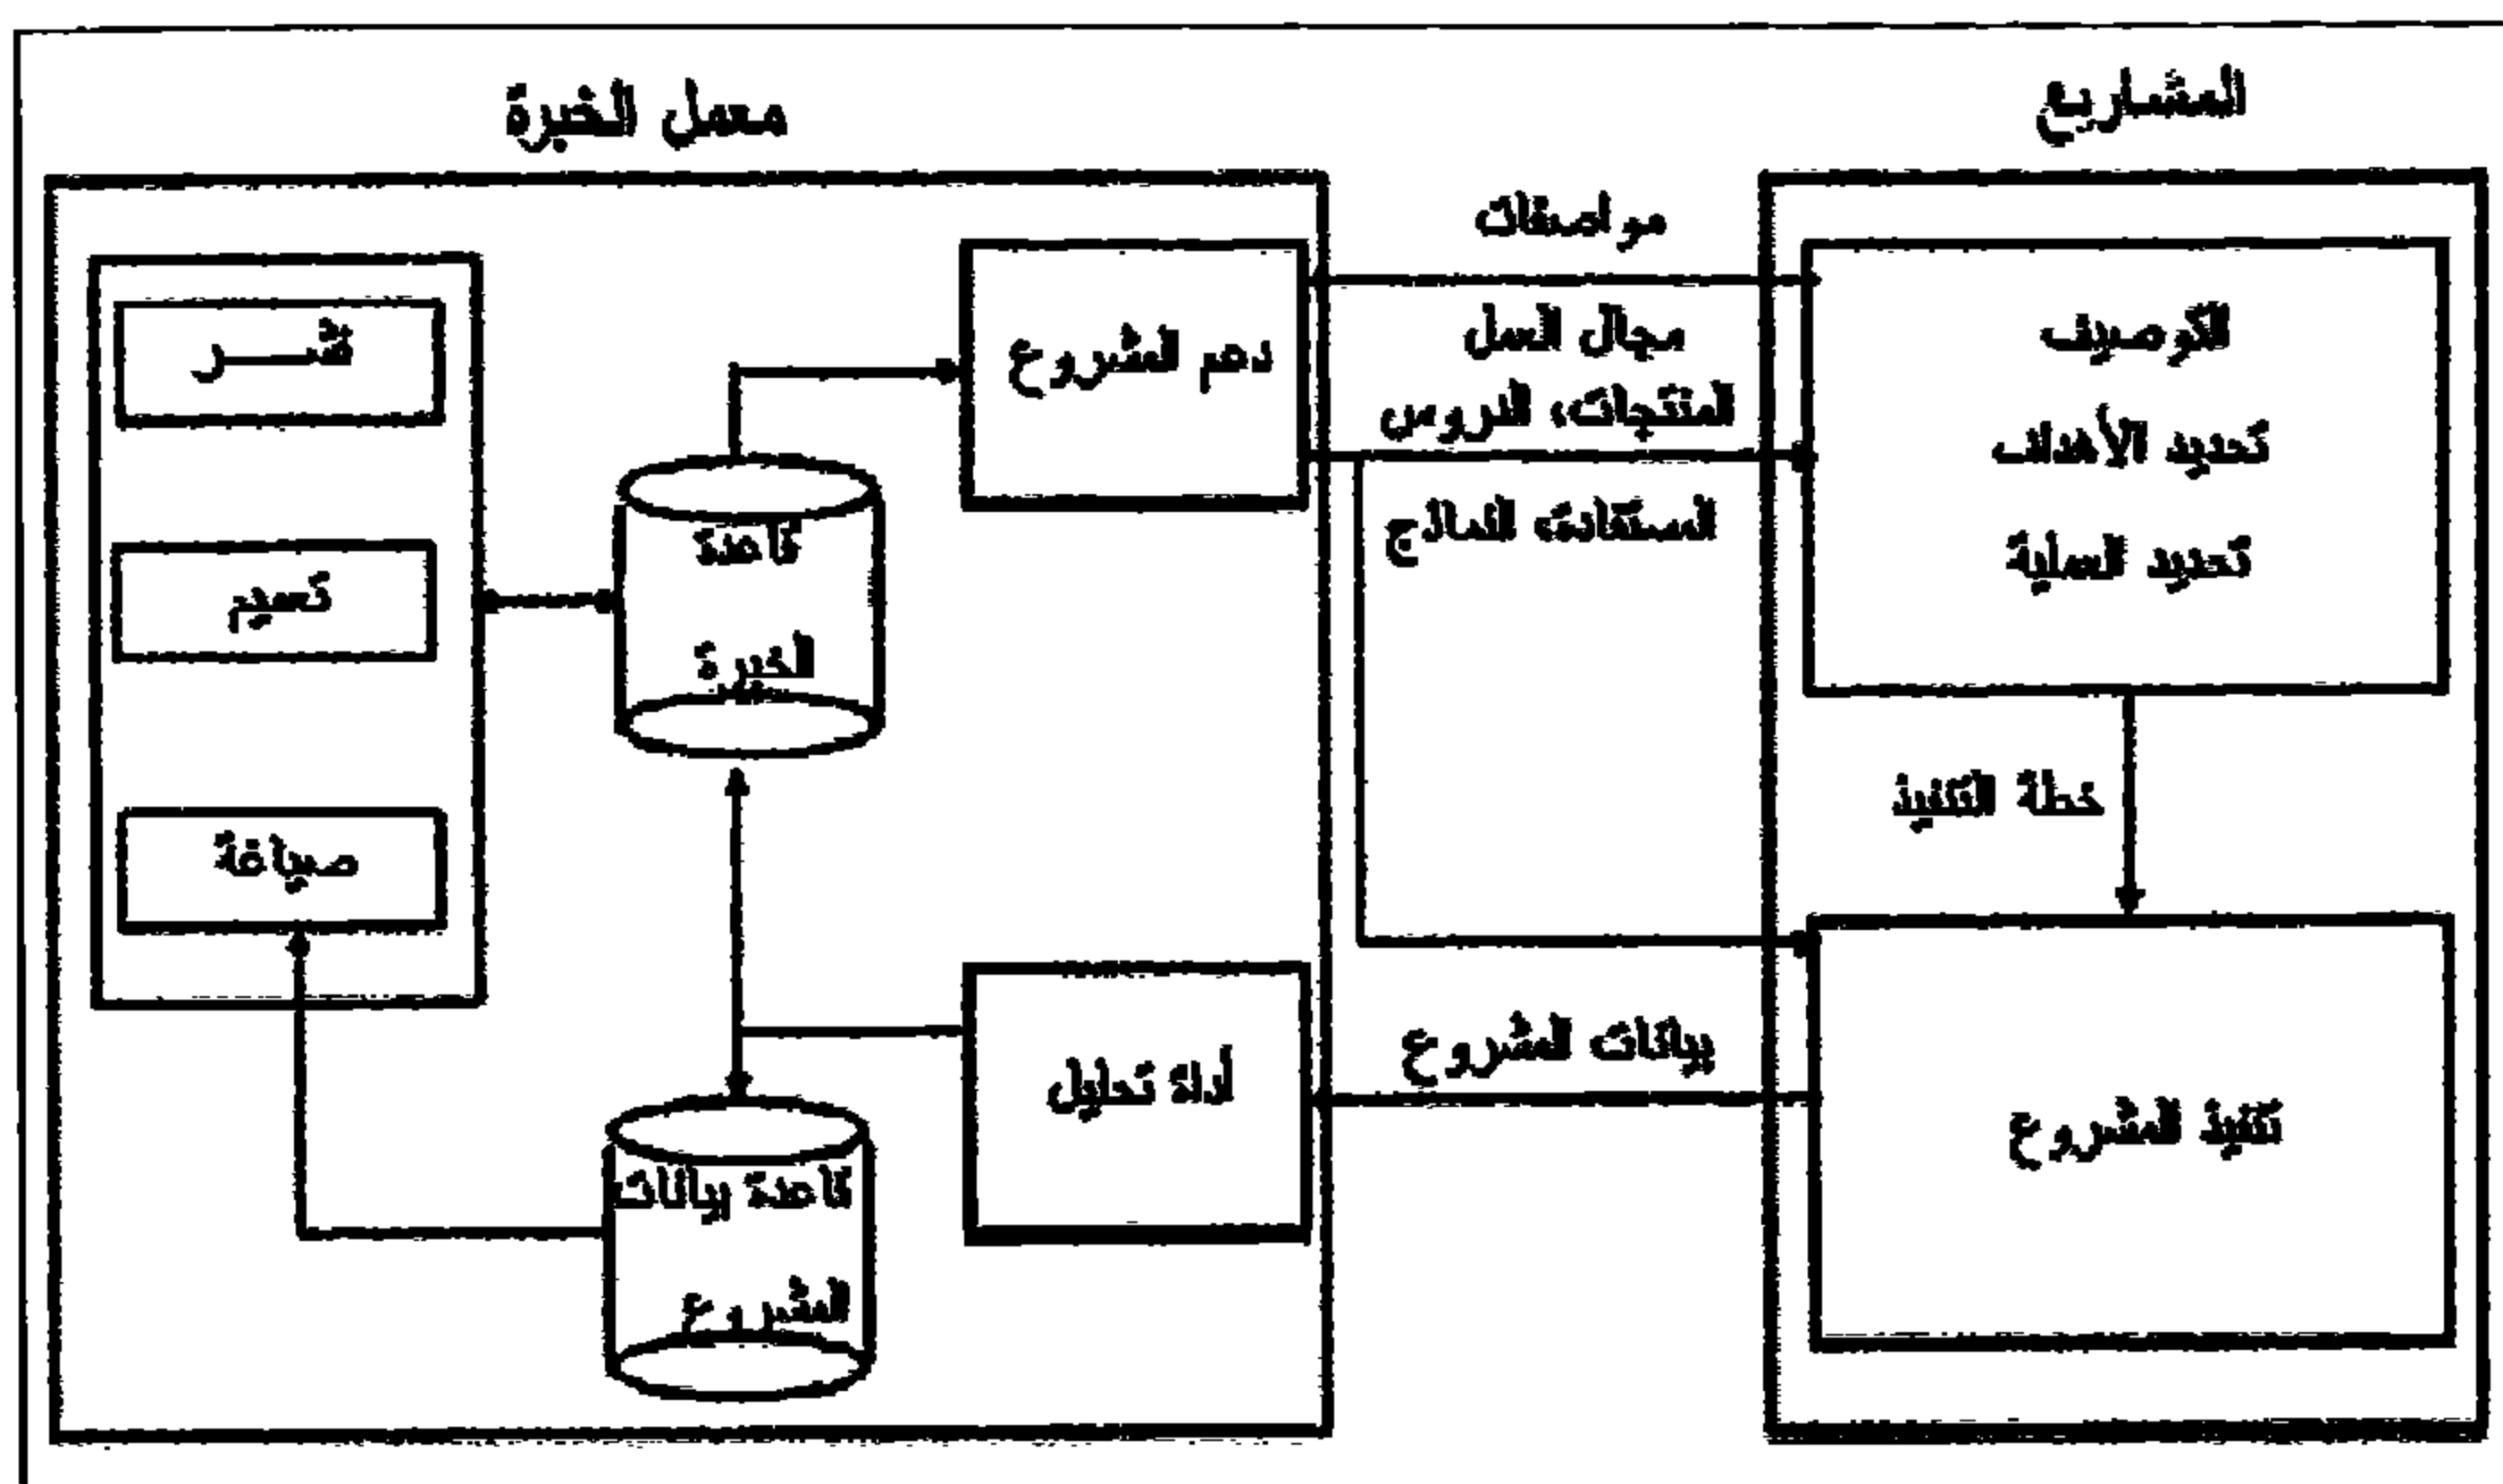 المشاريع
معمل الخبرة
مواصفات
التوصيف
مجال العمل
دعم المشروع
نشر
المنتجات، الدروس
تحديد الأهداف
المستفادة، النماذج
قاعدة
تحديد العملية
تعميم
الخبرة
خطة التنفيذ
صياغة
بيانات المشروع
أداة تحليل
تنفيذ المشروع
قاعدة بيانات
المشروع